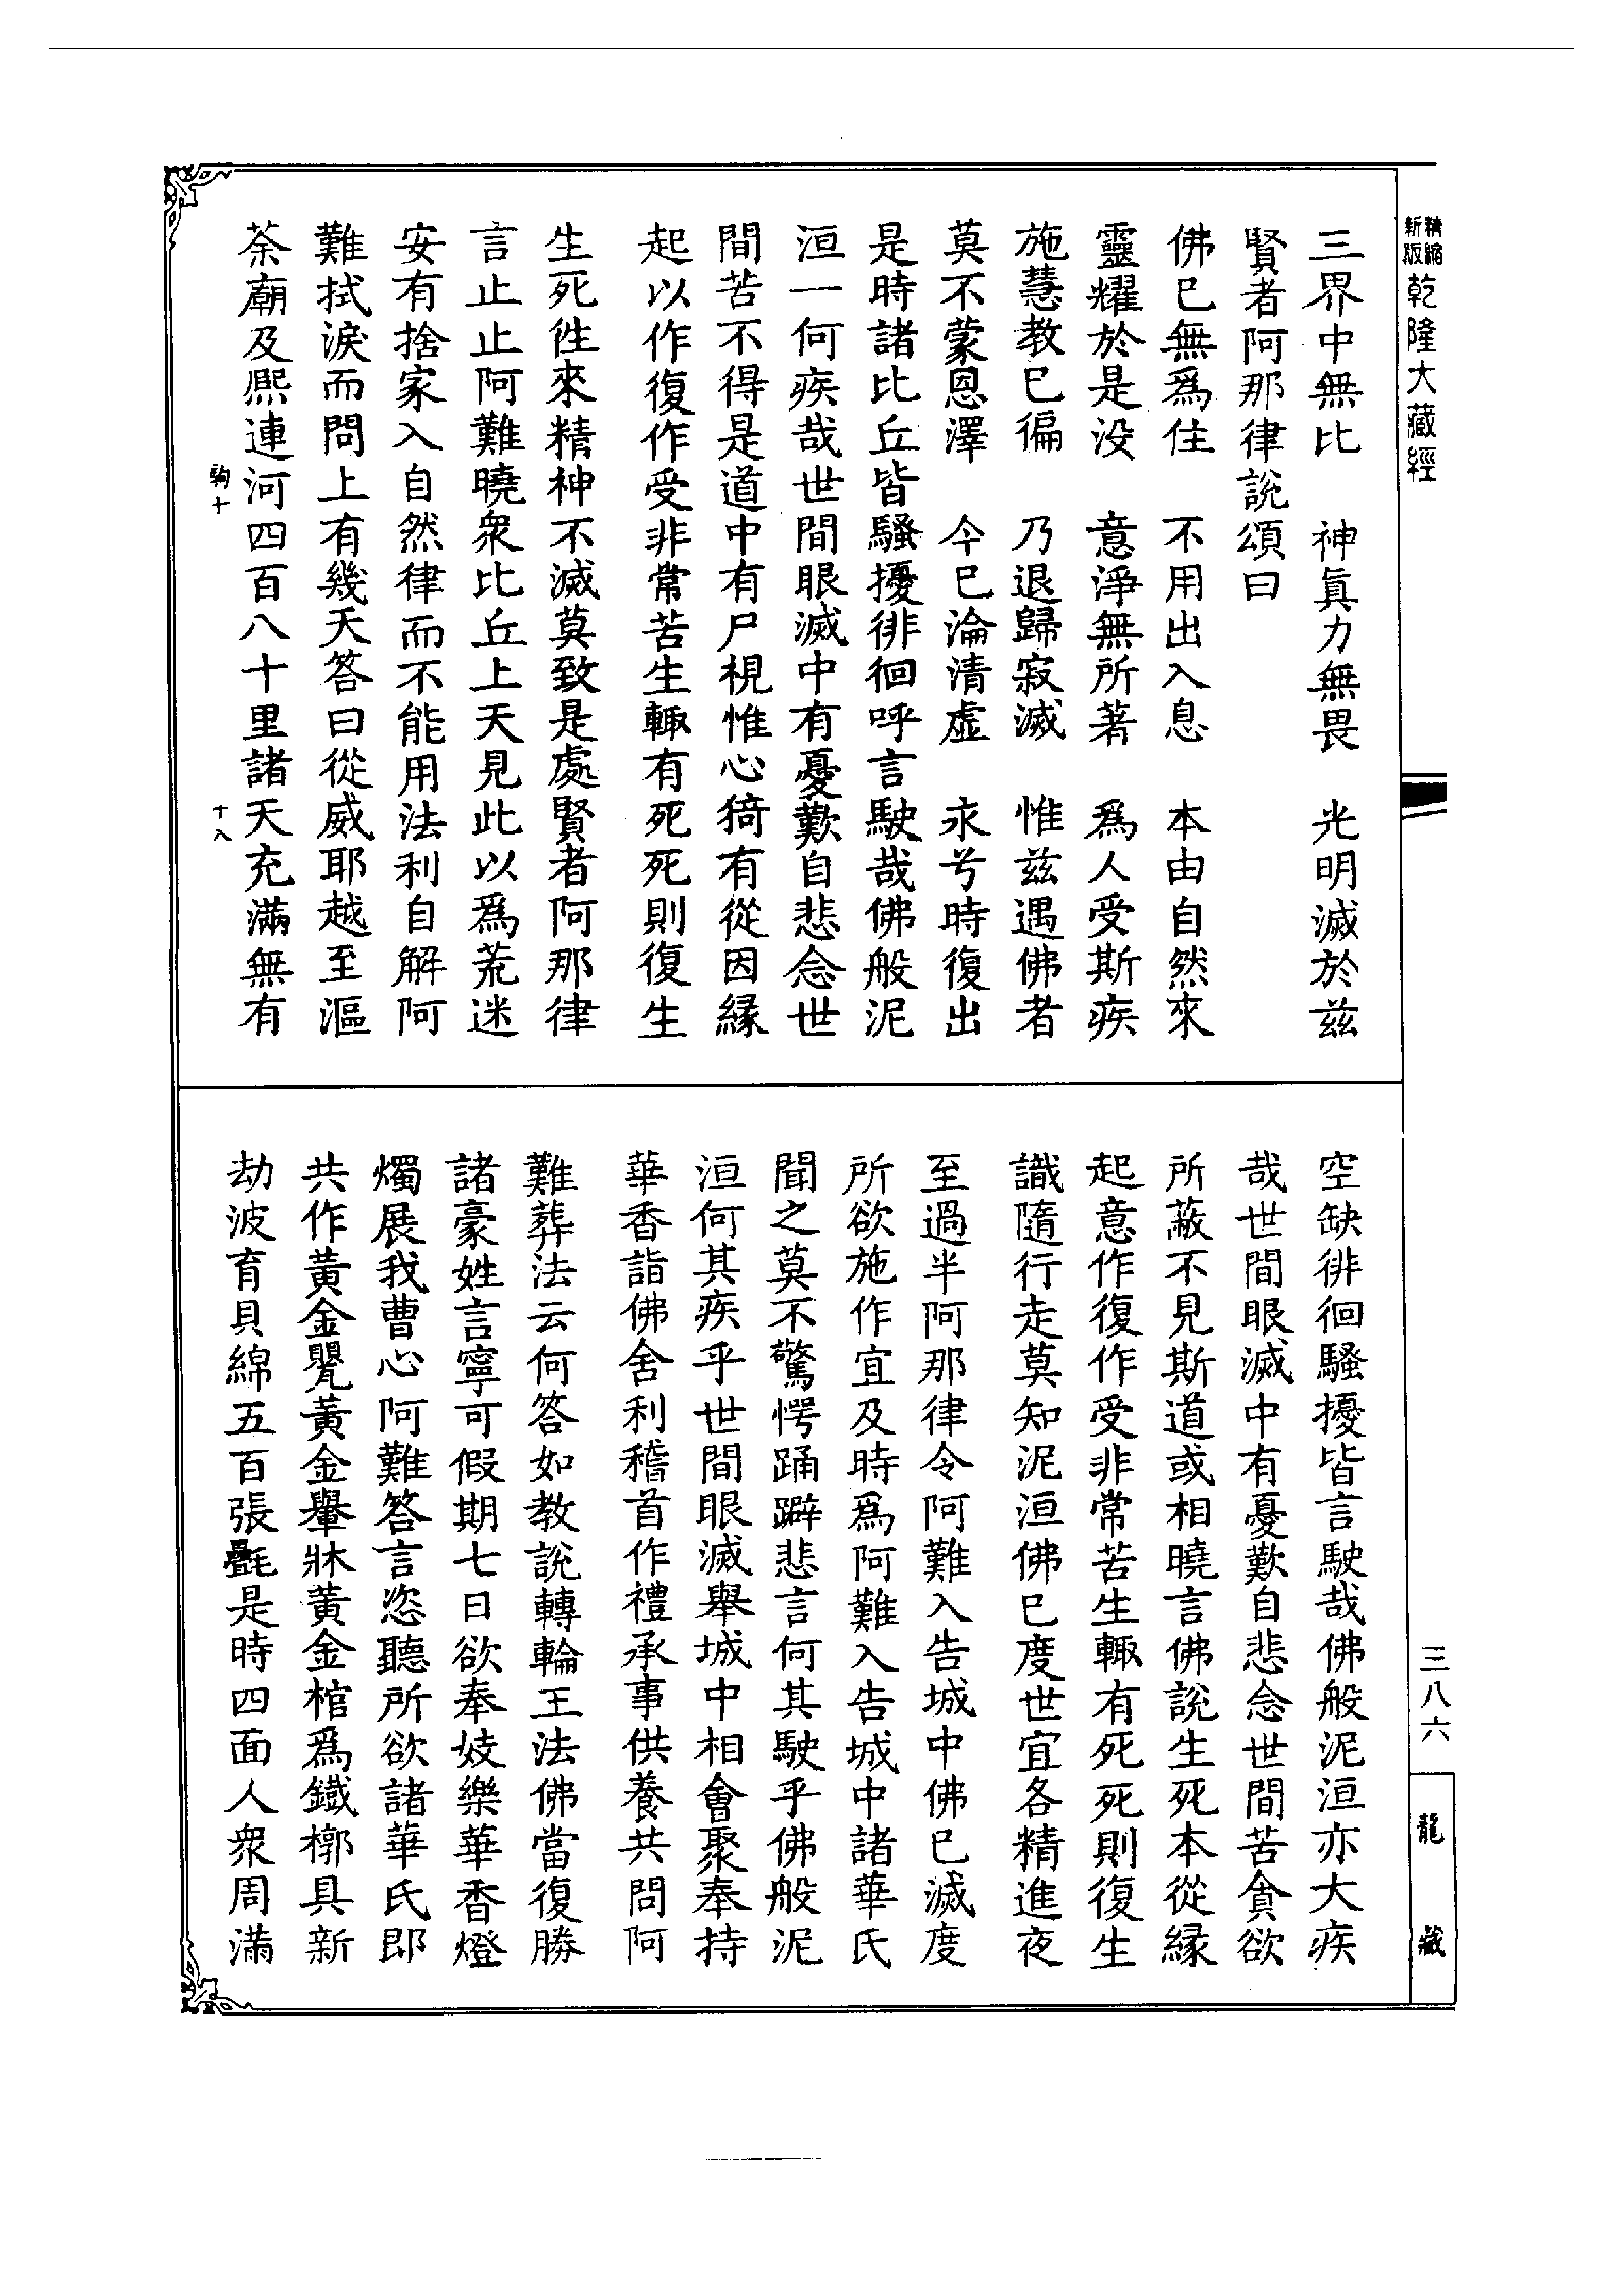 精縮新版乾隆大藏經
三界中無比　神眞力無畏　光明滅於兹
賢者阿那律說頌曰
佛已無爲住　不用出入息　本由自然來
靈耀於是没　意淨無所著　爲人受斯疾
施慧教已徧　乃退歸寂滅　惟兹遇佛者
莫不蒙恩澤　今已淪清虛　永兮時復出
是時諸比丘皆騷擾徘徊呼言駛哉佛般泥
洹一何疾哉世間眼滅中有憂歎自悲念世
間苦不得是道中有尸視惟心猗有從因緣
起以作復作受非常苦生輙有死死則復生
生死徃來精神不滅莫致是處賢者阿那律
言止止阿難曉衆比丘上天見此以爲荒迷
安有捨家入自然律而不能用法利自解阿
難拭淚而問上有幾天答曰從威耶越至漚
荼廟及熈連河四百八十里諸天充滿無有
駒十　十八
空缺徘徊騷擾皆言駛哉佛般泥洹亦大疾
哉世間眼滅中有憂歎自悲念世間苦貪欲
所蔽不見斯道或相曉言佛說生死本從緣
起意作復作受非常苦生輙有死死則復生
識隨行走莫知泥洹佛已度世宜各精進夜
至過半阿那律令阿難入告城中佛已滅度
所欲施作宜及時爲阿難入告城中諸華氏
聞之莫不驚愕踊躃悲言何其駛乎佛般泥
洹何其疾乎世間眼滅舉城中相會聚奉持
華香詣佛舍利稽首作禮承事供養共問阿
難葬法云何答如教說轉輪王法佛當復勝
諸豪姓言寧可假期七日欲奉妓樂華香燈
燭展我曹心阿難答言恣聽所欲諸華氏即
共作黃金甖黃金轝牀黃金棺爲鐵槨具新
劫波育貝綿五百張氎是時四面人衆周滿
三八六
龍藏